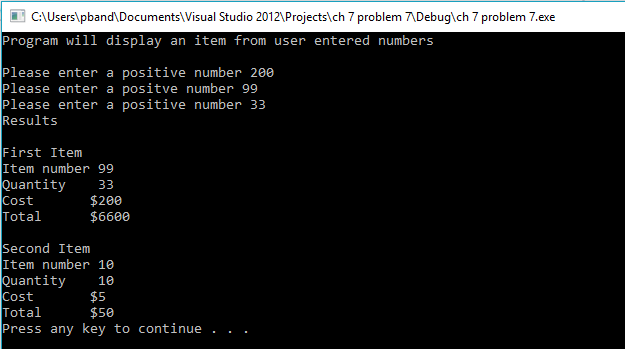 C:\Users\pband\Documents\Visual Studio 2012\Projects\ch 7 problem 7\Debug\ch 7 problem 7.exe
Program will display an item from user entered numbers
Please enter a positive number 200
Please enter a positve number 99
Please enter a positive number 33
Results
First Item
Item number 99
Quantity    33
Cost       $200
Total      $6600
Second Item
Item number 10
Quantity    10
Cost       $5
Total      $50
Press any key to continue . . .